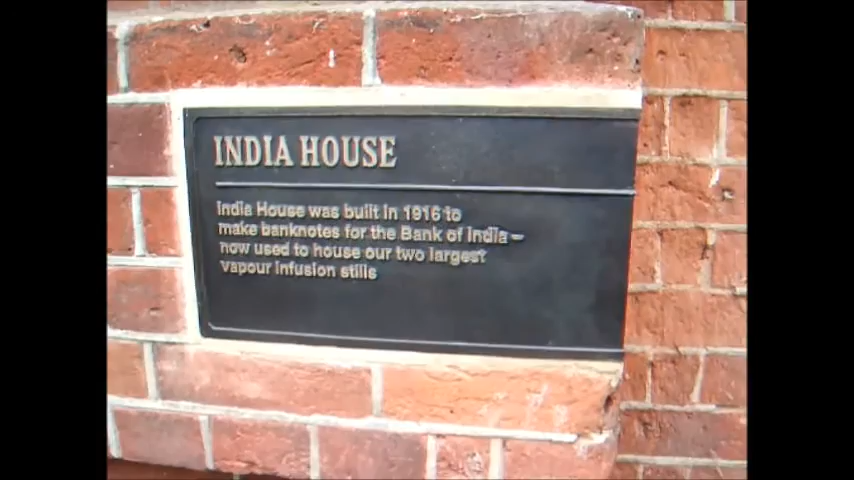 INDIA HOUSE
India House was built in 1916 to
make banknotes for the Bank of India –
now used to house our two largest
vapour infusion stills